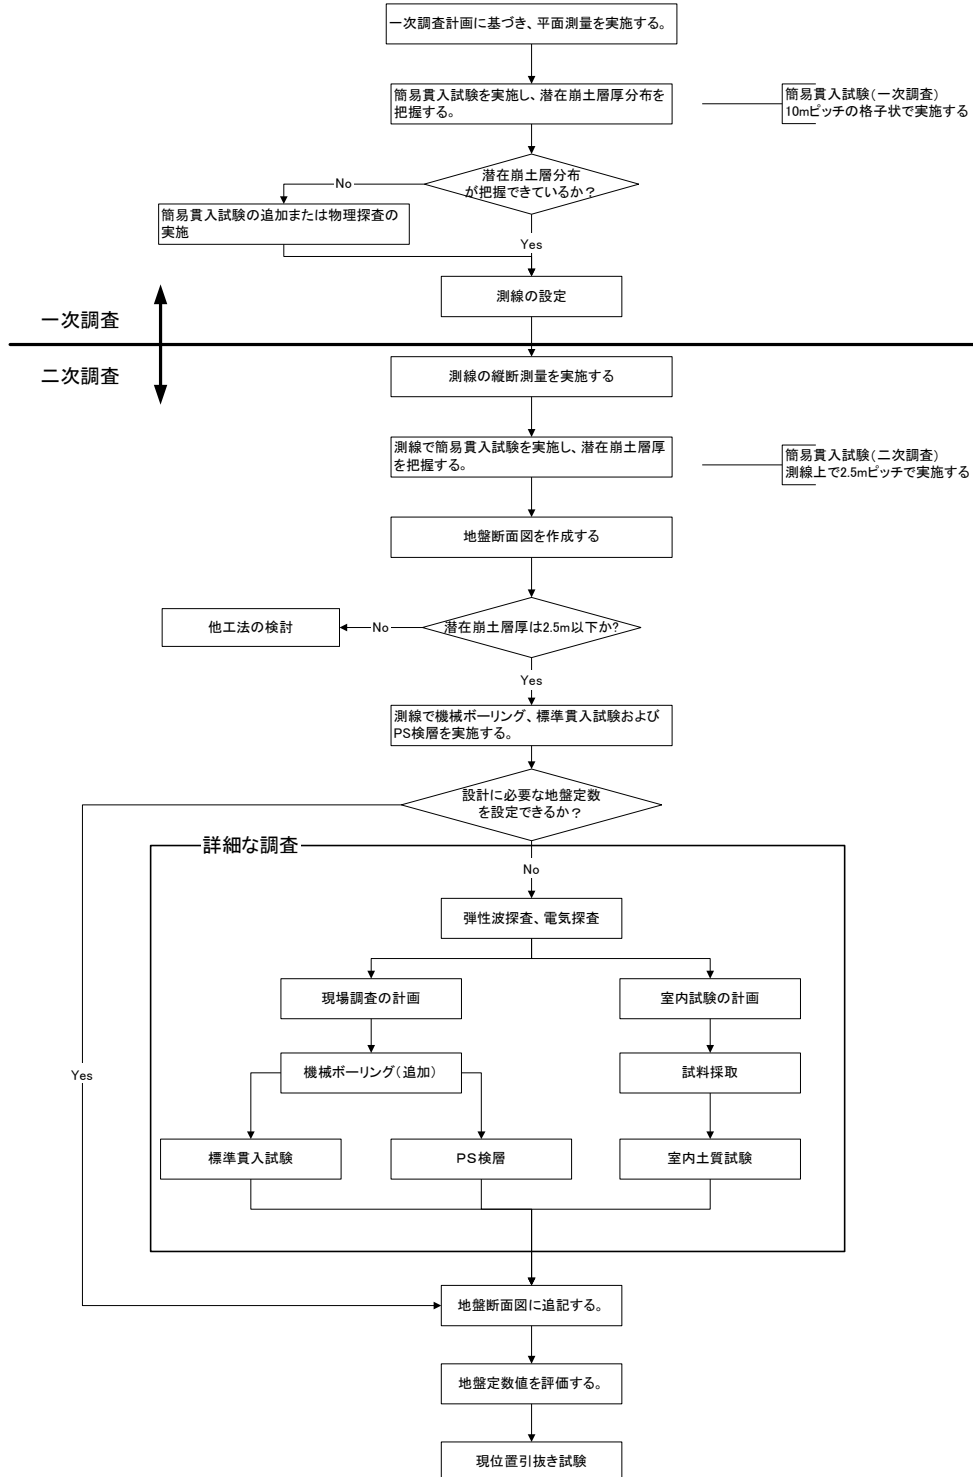 一次調査計画に基づき、平面測量を実施する。
簡易貫入試験を実施し、潜在崩土層厚分布を
把握する。
簡易貫入試験(一次調査)
10mピッチの格子状で実施する
潜在崩土層分布
が把握できているか？
No
簡易貫入試験の追加または物理探査の
実施
Yes
測線の設定
一次調査
二次調査
測線の縦断測量を実施する
測線で簡易貫入試験を実施し、潜在崩土層厚
を把握する。
簡易貫入試験(二次調査)
測線上で2.5mピッチで実施する
地盤断面図を作成する
潜在崩土層厚は2.5m以下か?
No
他工法の検討
Yes
測線で機械ボーリング、標準貫入試験および
PS検層を実施する。
設計に必要な地盤定数
を設定できるか？
詳細な調査
No
弾性波探査、電気探査
現場調査の計画
室内試験の計画
機械ボーリング(追加)
試料採取
Yes
標準貫入試験
PS検層
室内土質試験
地盤断面図に追記する。
地盤定数値を評価する。
現位置引抜き試験